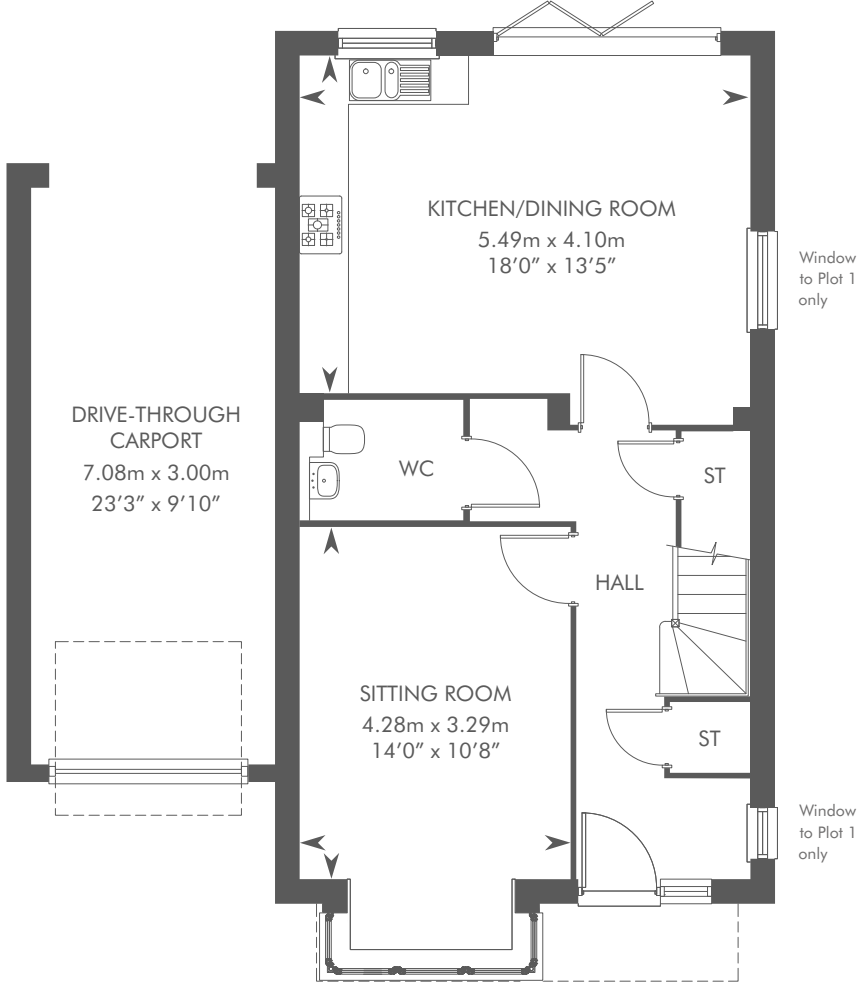 KITCHEN/DINING ROOM
5.49m x 4.10m
18’0” x 13’5”
Window
to Plot 1
only
DRIVE-THROUGH
CARPORT
7.08m x 3.00m
23’3” x 9’10”
WC
ST
HALL
SITTING ROOM
4.28m x 3.29m
14’0” x 10’8”
ST
Window
to Plot 1
only